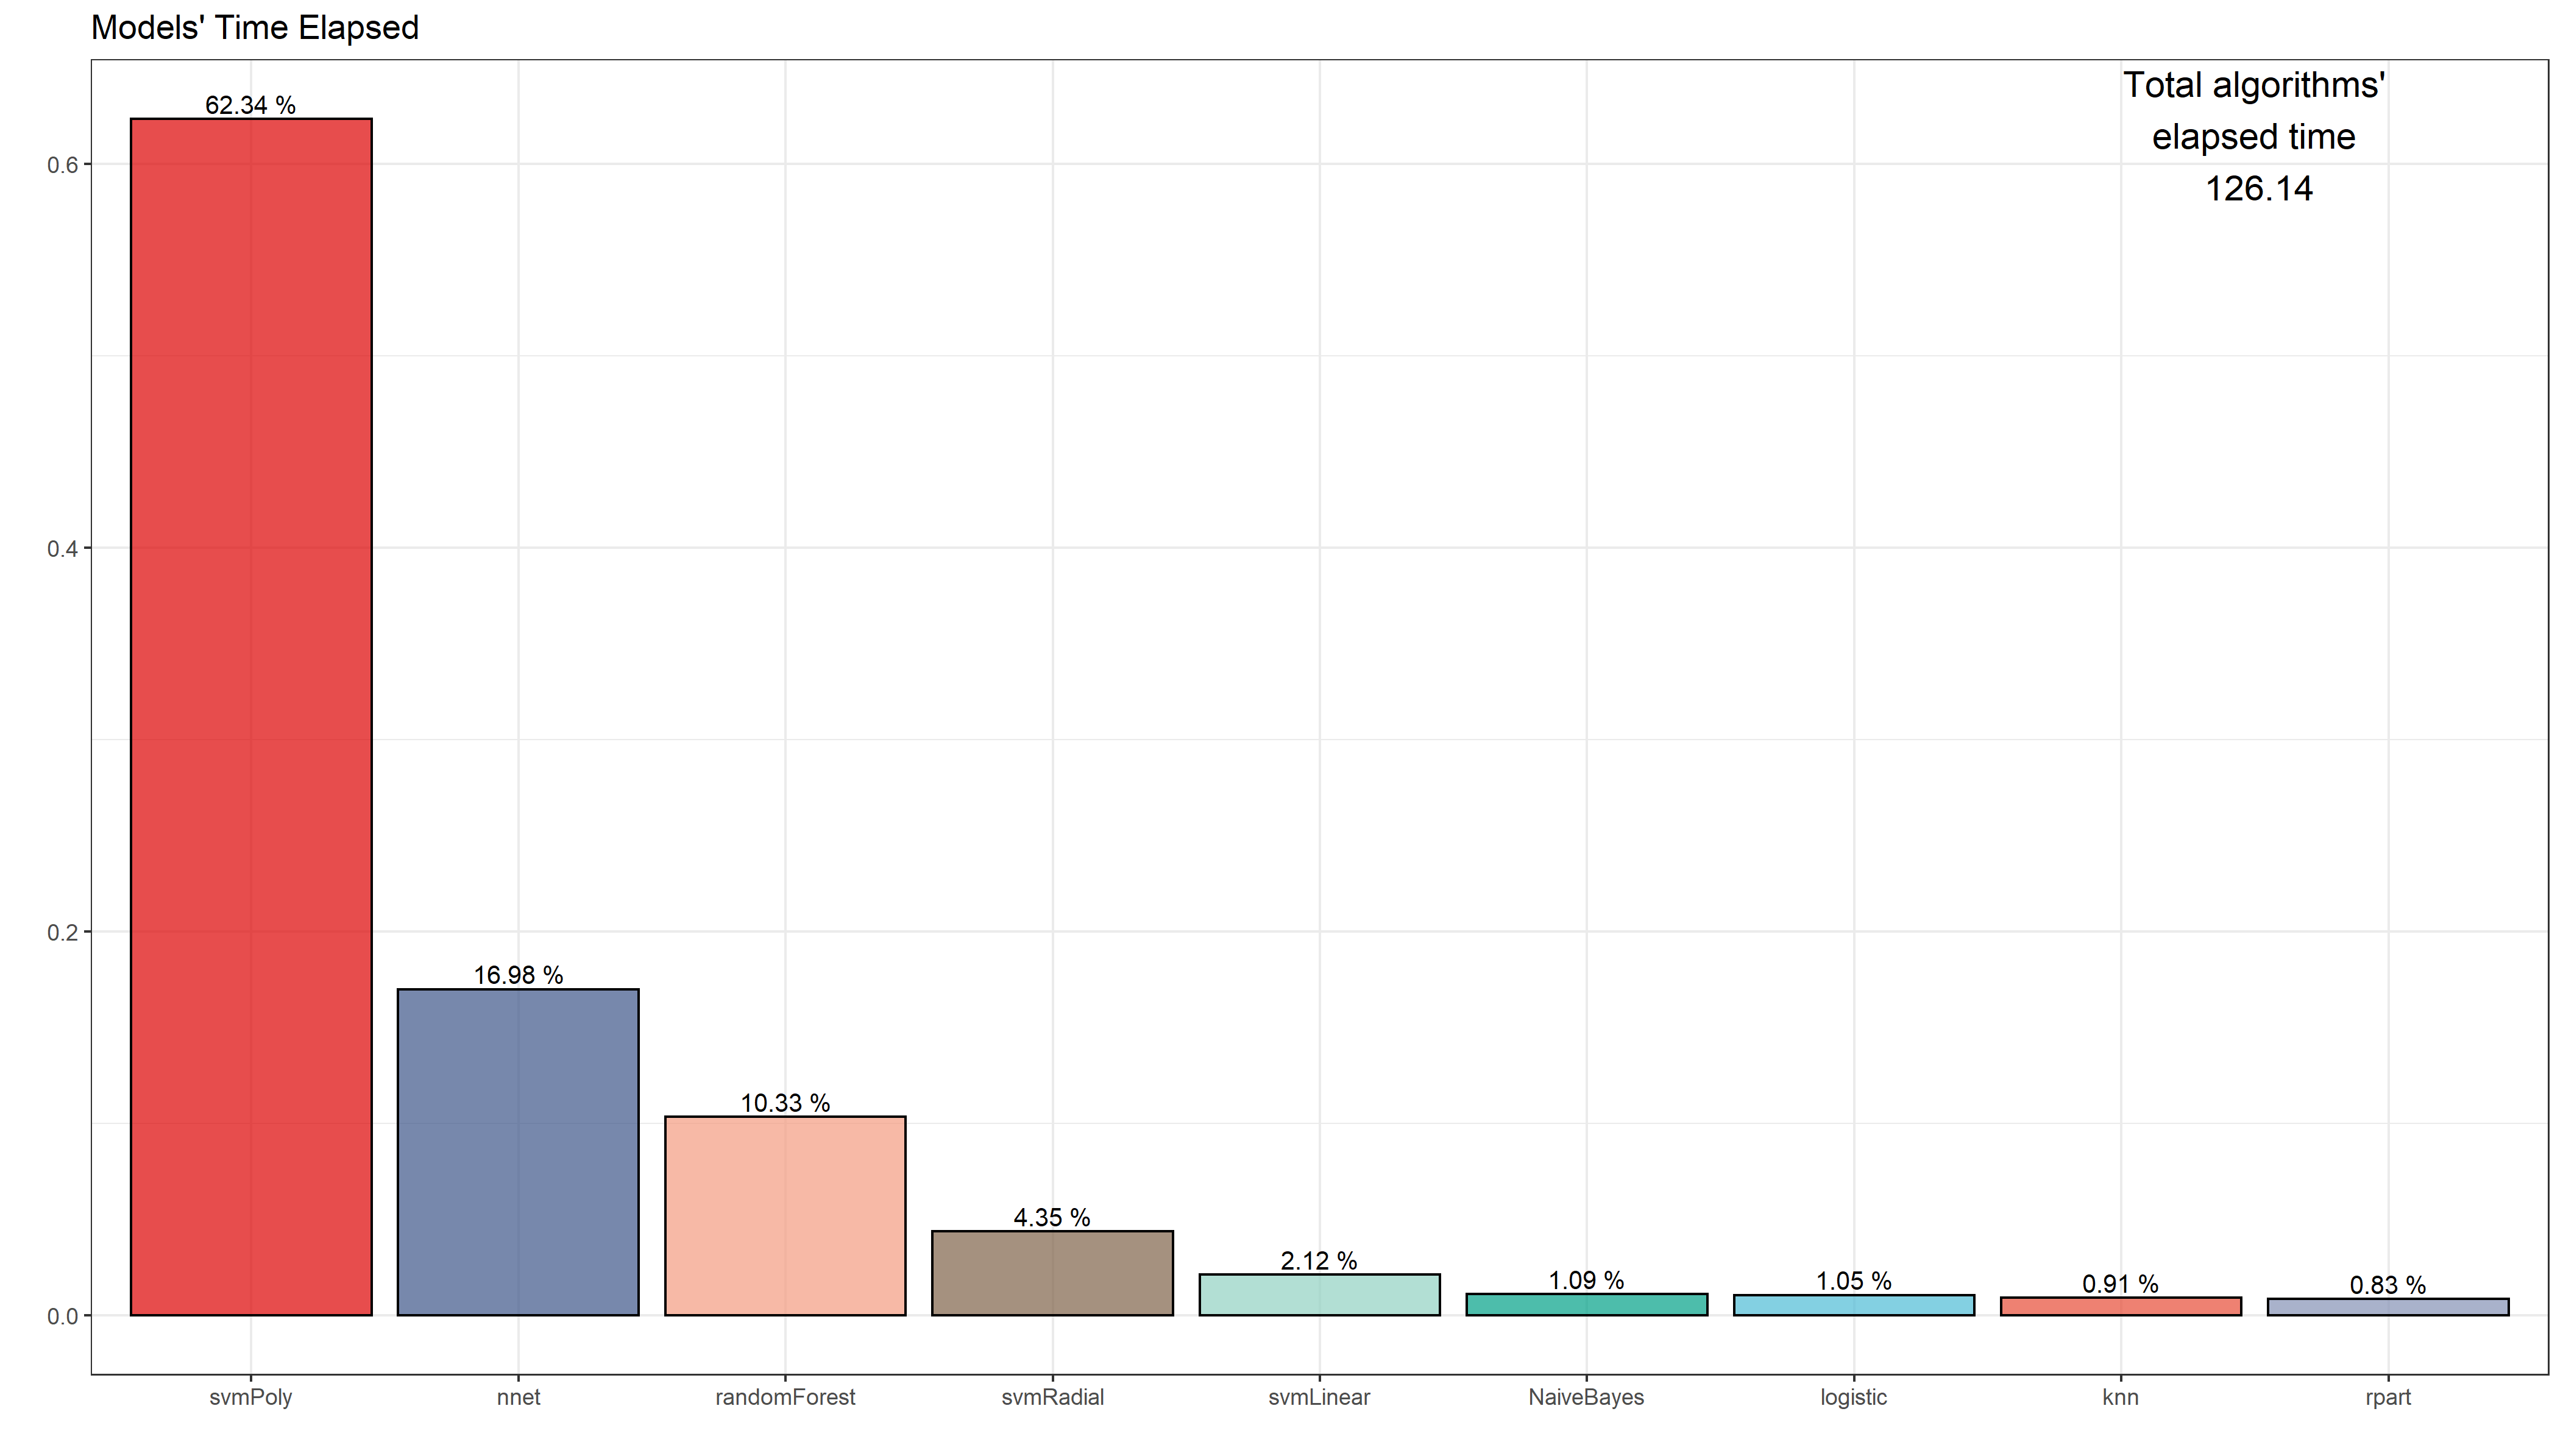 Models' Time Elapsed
Total algorithms'
elapsed time
126.14
62.34 %
16.98 %
10.33 %
4.35 %
2.12 %
1.09 %
1.05 %
0.91 %
0.83 %
0.6
0.4
0.2
0.0
svmPoly
nnet
randomForest
svmRadial
svmLinear
NaiveBayes
logistic
knn
rpart